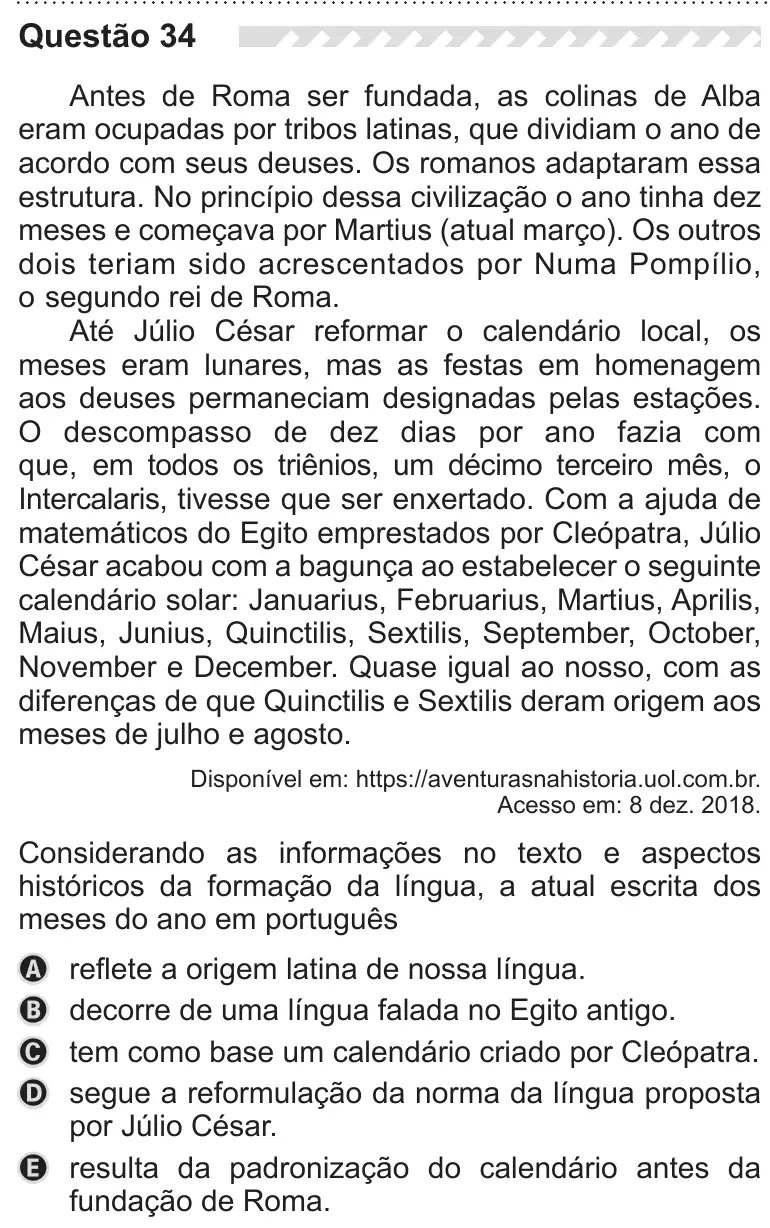 Questão 34
Antes de Roma ser fundada, as colinas de Alba
eram ocupadas por tribos latinas, que dividiam o ano de
acordo com seus deuses. Os romanos adaptaram essa
estrutura. No princípio dessa civilização o ano tinha dez
meses e começava por Martius (atual março). Os outros
dois teriam sido acrescentados por Numa Pompílio,
o segundo rei de Roma.
Até Júlio César reformar o calendário local, os
meses eram lunares, mas as festas em homenagem
aos deuses permaneciam designadas pelas estações.
O descompasso de dez dias por ano fazia com
que, em todos os triênios, um décimo terceiro mês, o
Intercalaris, tivesse que ser enxertado. Com a ajuda de
matemáticos do Egito emprestados por Cleópatra, Júlio
César acabou com a bagunça ao estabelecer o seguinte
calendário solar: Januarius, Februarius, Martius, Aprilis,
Maius, Junius, Quinctilis, Sextilis, September, October,
November e December. Quase igual ao nosso, com as
diferenças de que Quinctilis e Sextilis deram origem aos
meses de julho e agosto.
Disponível em: https://aventurasnahistoria.uol.com.br.
Acesso em: 8 dez. 2018.
Considerando as informações no texto e aspectos
históricos da formação da língua, a atual escrita dos
meses do ano em português
A reflete a origem latina de nossa língua.
B decorre de uma língua falada no Egito antigo.
C tem como base um calendário criado por Cleópatra.
D segue a reformulação da norma da língua proposta
por Júlio César.
E resulta da padronização do calendário antes da
fundação de Roma.